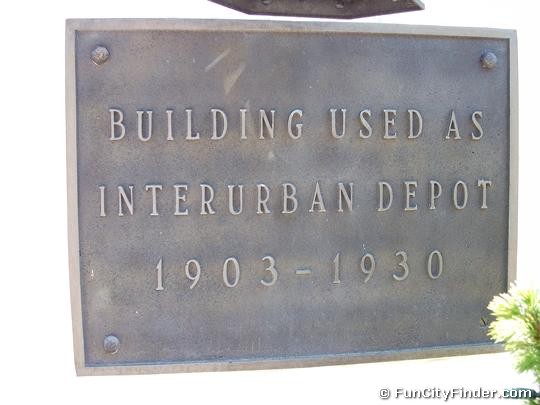 BUILDING USED AS
INTERURBAN DEPOT
1903-1930
© FunCityFinder.com